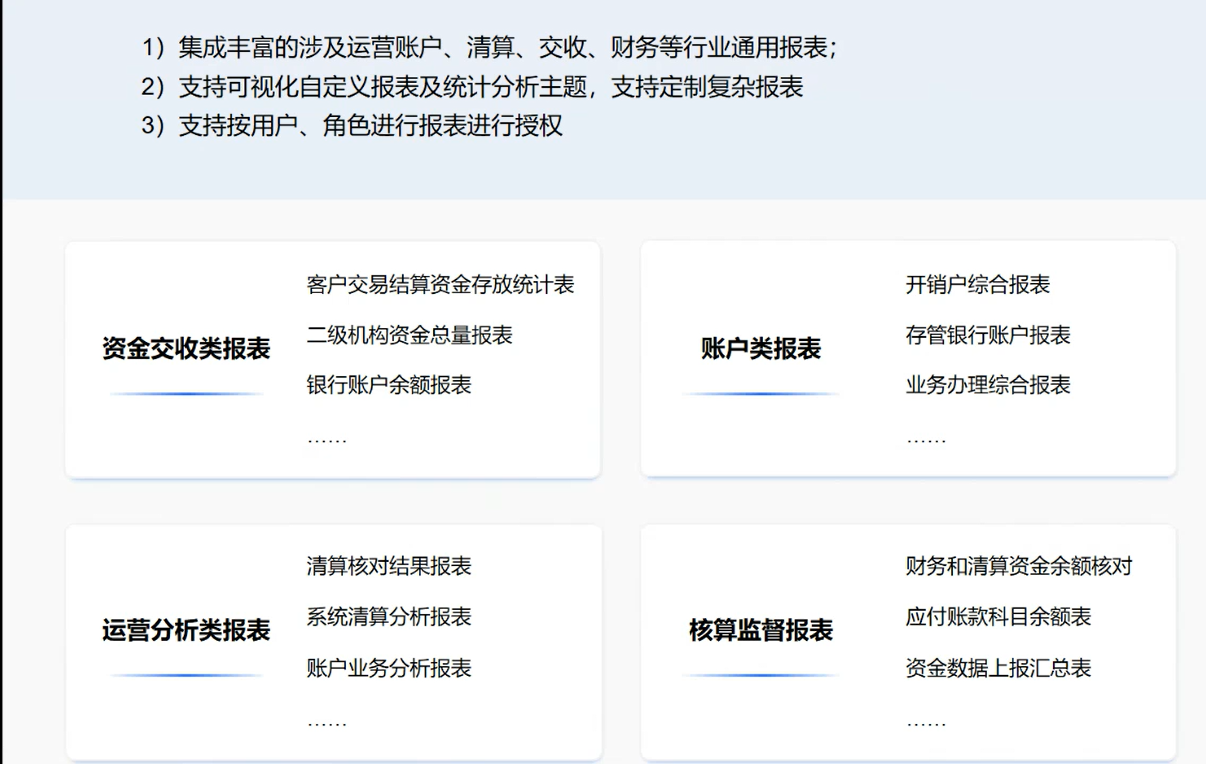 1）集成丰富的涉及运营账户、清算、交收、财务等行业通用报表；
2）支持可视化自定义报表及统计分析主题，支持定制复杂报表
3）支持按用户、角色进行报表进行授权
资金交收类报表
客户交易结算资金存放统计表
二级机构资金总量报表
银行账户余额报表
……
账户类报表
开销户综合报表
存管银行账户报表
业务办理综合报表
……
运营分析类报表
清算核对结果报表
系统清算分析报表
账户业务分析报表
……
核算监督报表
财务和清算资金余额核对
应付账款科目余额表
资金数据上报汇总表
……